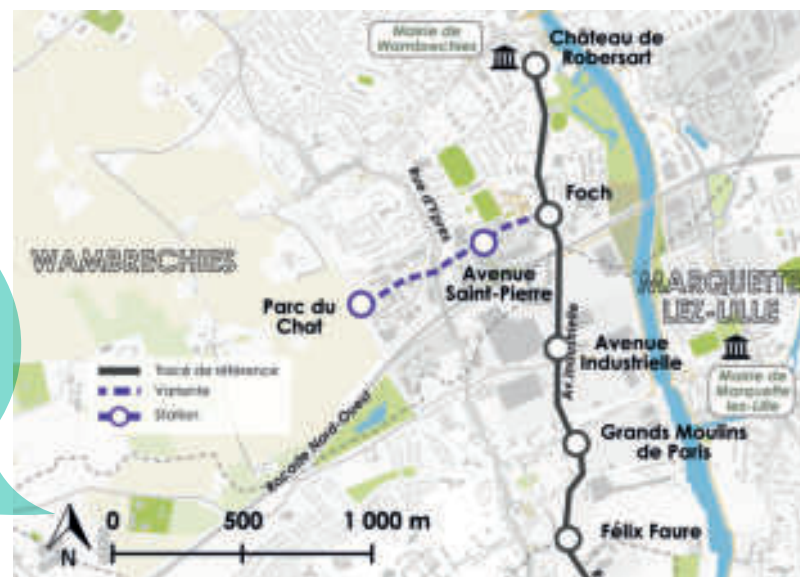 Mairie de
Wambrechies
Château de
Robersart
Rue d'Ypres
Foch
WAMBRECHIES
Avenue
Saint-Pierre
MARQUETTE
LEZ-LILLE
Parc du
Chat
Av. Industrielle
Avenue
Industrielle
Tracé de référence
Variante
Station
Mairie de
Marquette
lez-Lille
Rocade Nord-Ouest
Grands Moulins
de Paris
0 500 1 000 m
Félix Faure
N